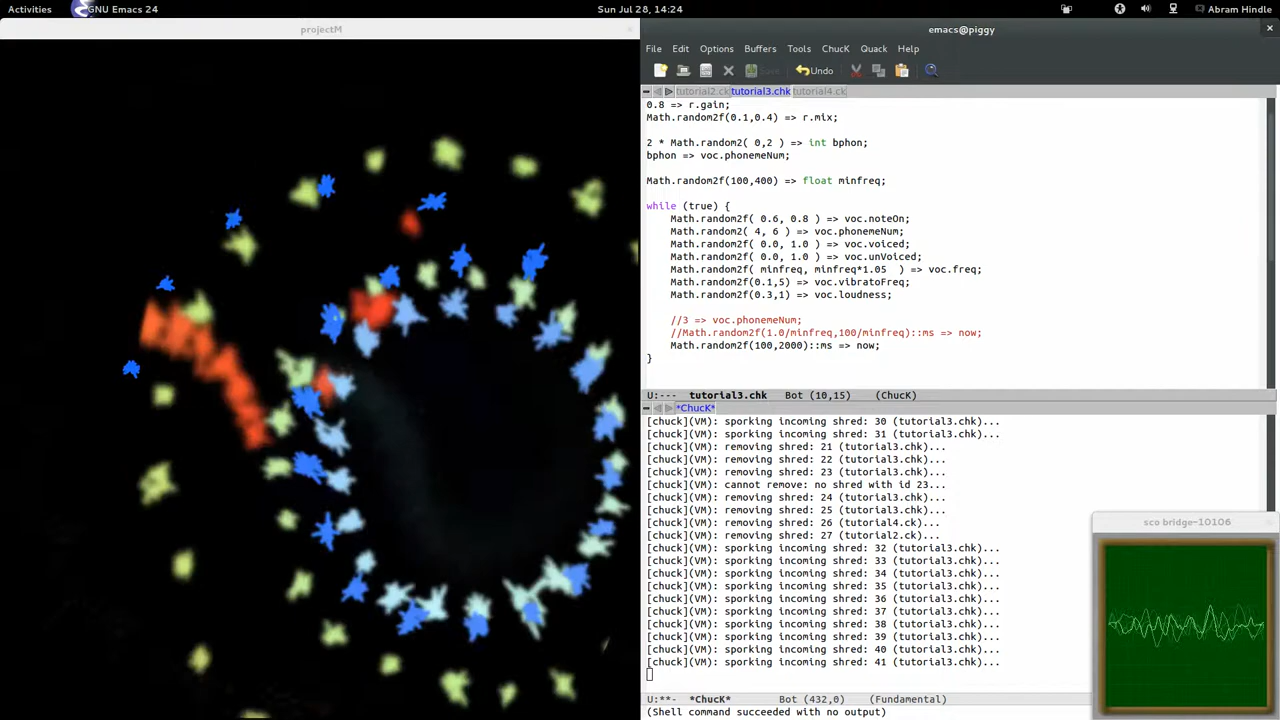 Activities GNU Emacs 24 Sun Jul 28, 14:24 Abram Hindle
projectM
emacs@piggy
File Edit Options Buffers Tools ChucK Quack Help
Save Undo
tutorial2.ck tutorial3.chk tutorial4.ck
0.8 => r.gain;
Math.random2f(0.1,0.4) => r.mix;
2 * Math.random2( 0,2 ) => int bphon;
bphon => voc.phonemeNum;
Math.random2f(100,400) => float minfreq;
while (true) {
Math.random2f( 0.6, 0.8 ) => voc.noteOn;
Math.random2( 4, 6 ) => voc.phonemeNum;
Math.random2f( 0.0, 1.0 ) => voc.voiced;
Math.random2f( 0.0, 1.0 ) => voc.unVoiced;
Math.random2f( minfreq, minfreq*1.05  ) => voc.freq;
Math.random2f(0.1,5) => voc.vibratoFreq;
Math.random2f(0.3,1) => voc.loudness;
//3 => voc.phonemeNum;
//Math.random2f(1.0/minfreq,100/minfreq)::ms => now;
Math.random2f(100,2000)::ms => now;
}
U:--- tutorial3.chk Bot (10,15) (ChucK)
*ChucK*
[chuck](VM): sporking incoming shred: 30 (tutorial3.chk)...
[chuck](VM): sporking incoming shred: 31 (tutorial3.chk)...
[chuck](VM): removing shred: 21 (tutorial3.chk)...
[chuck](VM): removing shred: 22 (tutorial3.chk)...
[chuck](VM): removing shred: 23 (tutorial3.chk)...
[chuck](VM): cannot remove: no shred with id 23...
[chuck](VM): removing shred: 24 (tutorial3.chk)...
[chuck](VM): removing shred: 25 (tutorial3.chk)...
[chuck](VM): removing shred: 26 (tutorial4.ck)...
[chuck](VM): removing shred: 27 (tutorial2.ck)...
[chuck](VM): sporking incoming shred: 32 (tutorial3.chk)...
[chuck](VM): sporking incoming shred: 33 (tutorial3.chk)...
[chuck](VM): sporking incoming shred: 34 (tutorial3.chk)...
[chuck](VM): sporking incoming shred: 35 (tutorial3.chk)...
[chuck](VM): sporking incoming shred: 36 (tutorial3.chk)...
[chuck](VM): sporking incoming shred: 37 (tutorial3.chk)...
[chuck](VM): sporking incoming shred: 38 (tutorial3.chk)...
[chuck](VM): sporking incoming shred: 39 (tutorial3.chk)...
[chuck](VM): sporking incoming shred: 40 (tutorial3.chk)...
[chuck](VM): sporking incoming shred: 41 (tutorial3.chk)...
sco bridge-10106
U:**- *ChucK* Bot (432,0) (Fundamental)
(Shell command succeeded with no output)